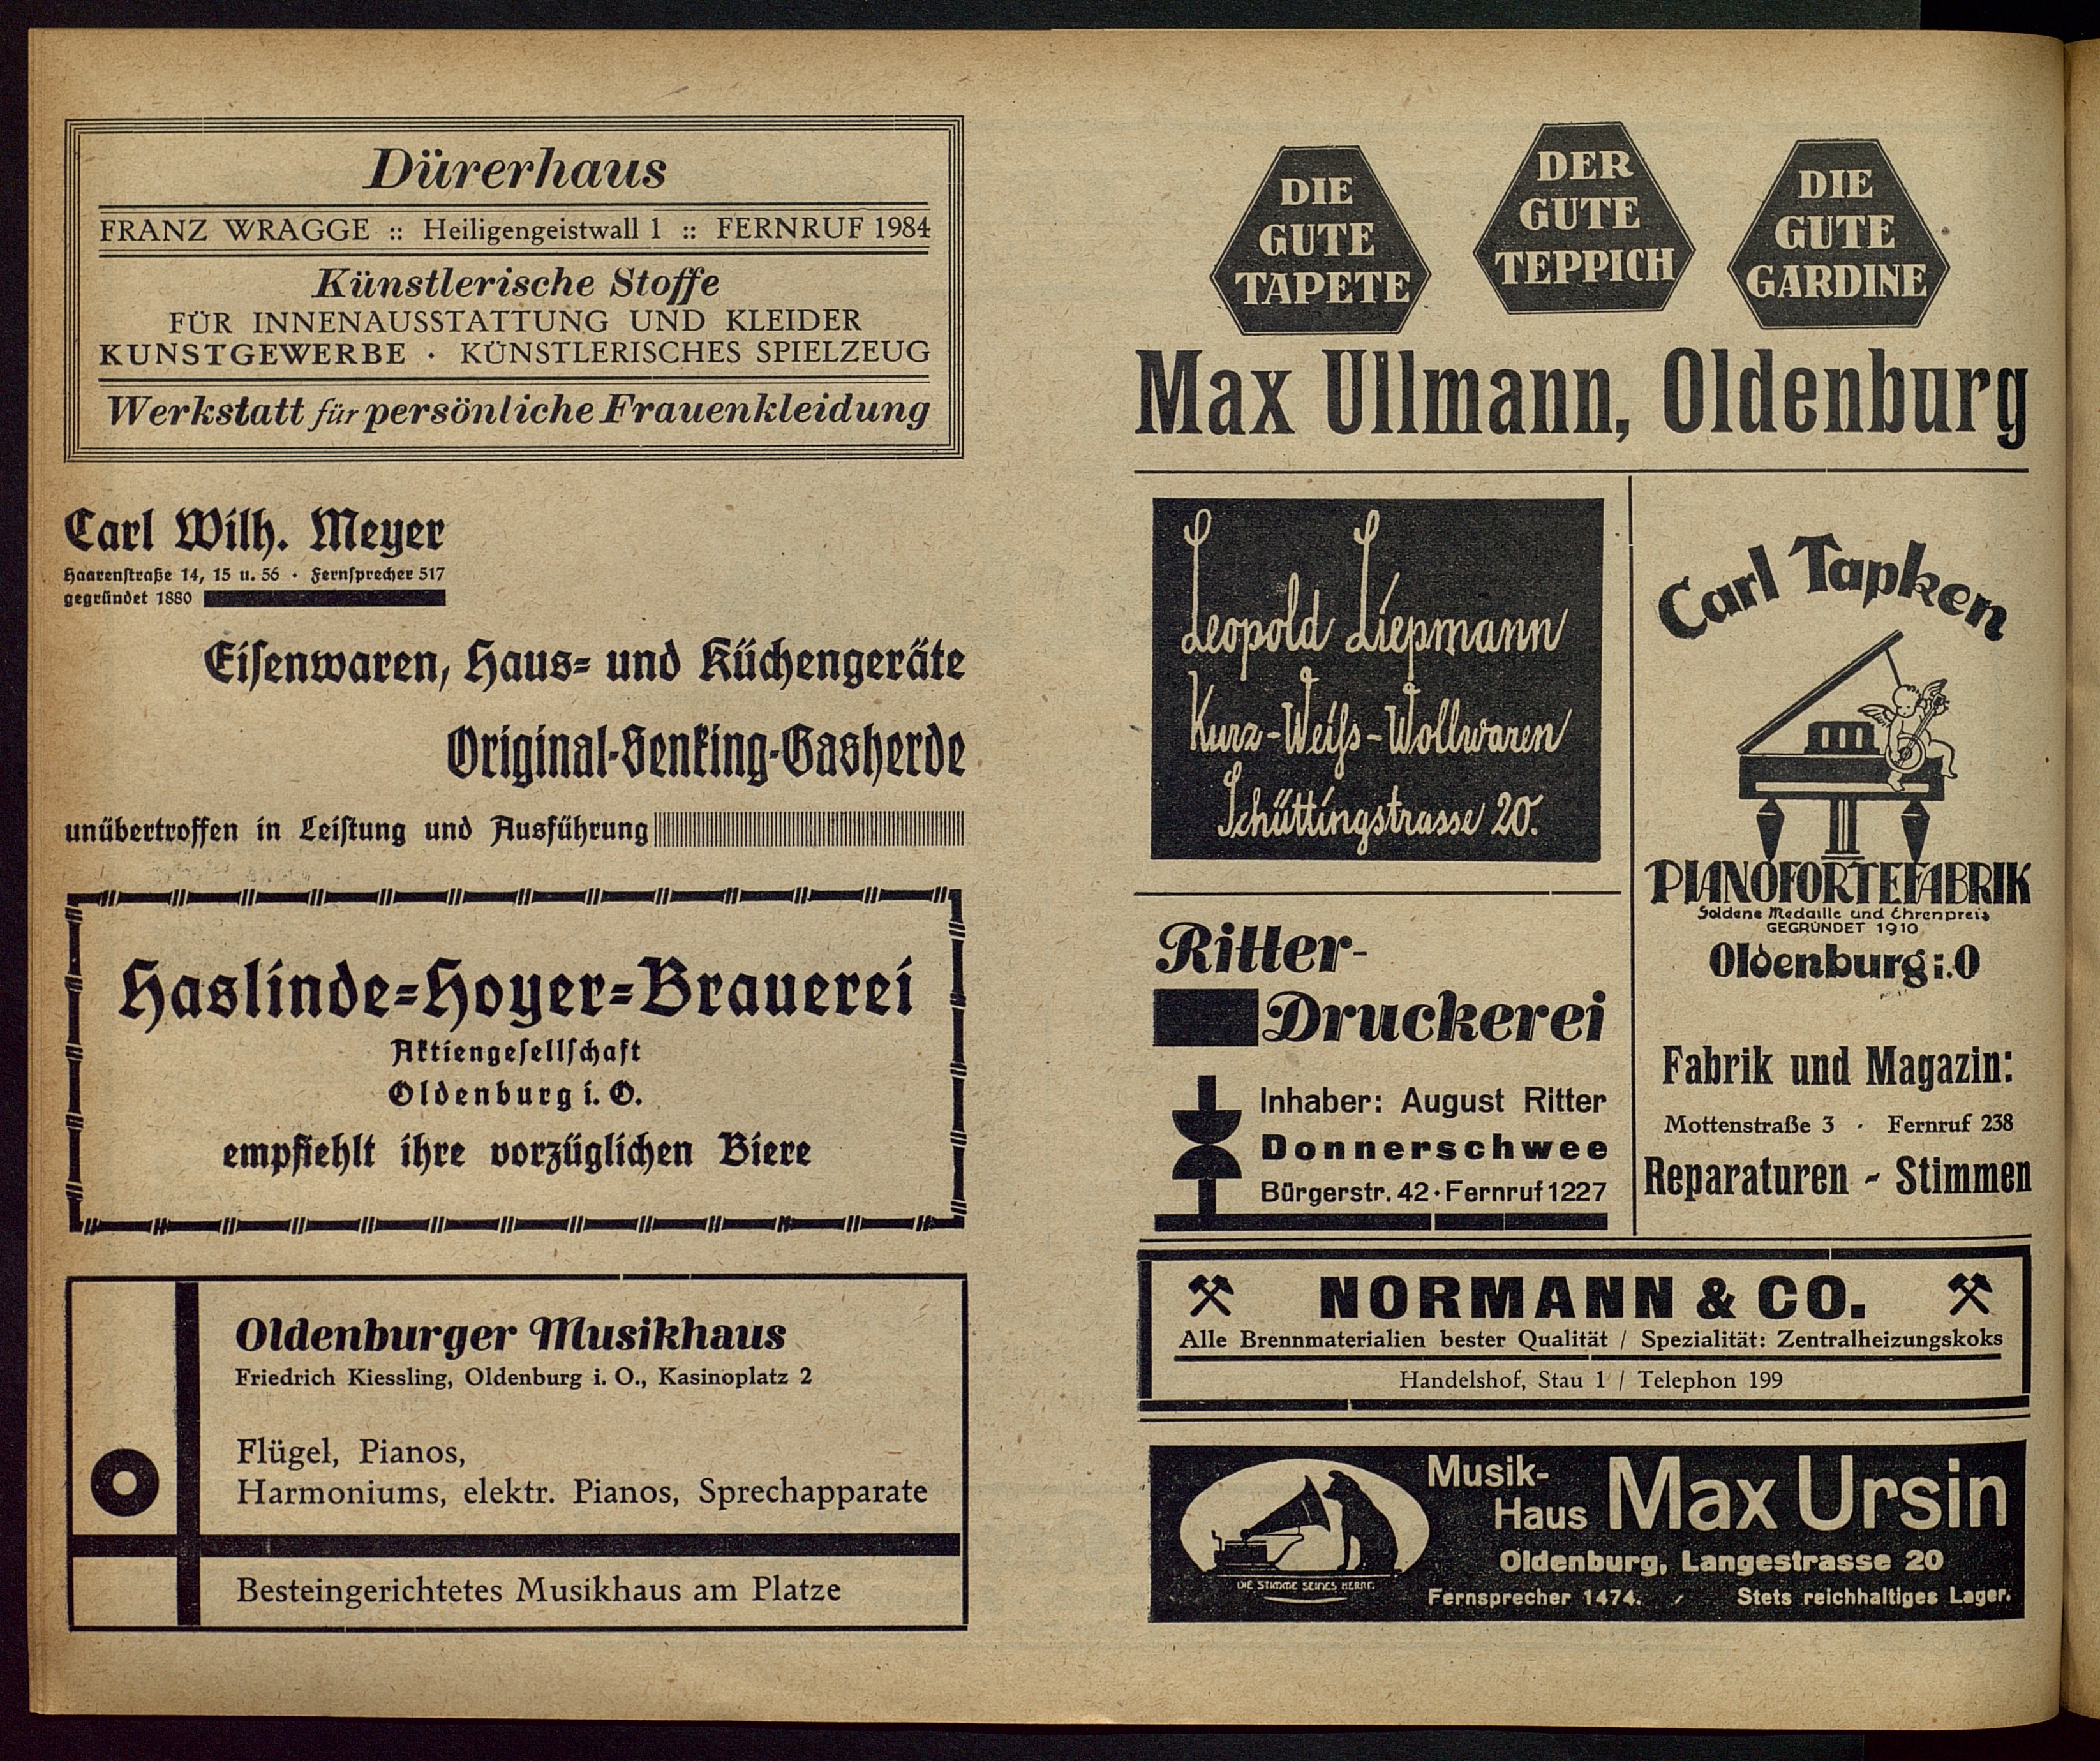 Dürerhaus
FRANZ WRAGGE :: Heiligengeistwall 1 :: FERNRUF 1984
Künstlerische Stoffe
FÜR INNENAUSSTATTUNG UND KLEIDER
KUNSTGEWERBE · KÜNSTLERISCHES SPIELZEUG
Werkstatt für persönliche Frauenkleidung
Carl Wilh. Meyer
Haarenſtraße 14, 15 u. 56 · Fernſprecher 517
gegründet 1880
Eiſenwaren, Haus- und Küchengeräte
Original-Senking-Gasherde
unübertroffen in Leiſtung und Ausführung
Haslinde-Hoyer-Brauerei
Aktiengeſellſchaft
Oldenburg i. O.
empfiehlt ihre vorzüglichen Biere
Oldenburger Musikhaus
Friedrich Kiessling, Oldenburg i. O., Kasinoplatz 2
Flügel, Pianos,
Harmoniums, elektr. Pianos, Sprechapparate
Besteingerichtetes Musikhaus am Platze
DIE
GUTE
TAPETE
DER
GUTE
TEPPICH
DIE
GUTE
GARDINE
Max Ullmann, Oldenburg
Leopold Liepmann
Kurz-Weiſs-Wollwaren
Schüttingstrasse 20.
Ritter-
Druckerei
Inhaber: August Ritter
Donnerschwee
Bürgerstr. 42 · Fernruf 1227
Carl Tapken
PIANOFORTEFABRIK
Goldene Medaille und Ehrenpreis
GEGRÜNDET 1910
Oldenburg i.O
Fabrik und Magazin:
Mottenstraße 3 · Fernruf 238
Reparaturen - Stimmen
NORMANN & CO.
Alle Brennmaterialien bester Qualität / Spezialität: Zentralheizungskoks
Handelshof, Stau 1 / Telephon 199
Musik-
Haus Max Ursin
Oldenburg, Langestrasse 20
Fernsprecher 1474. Stets reichhaltiges Lager.
DIE STIMME SEINES HERRN